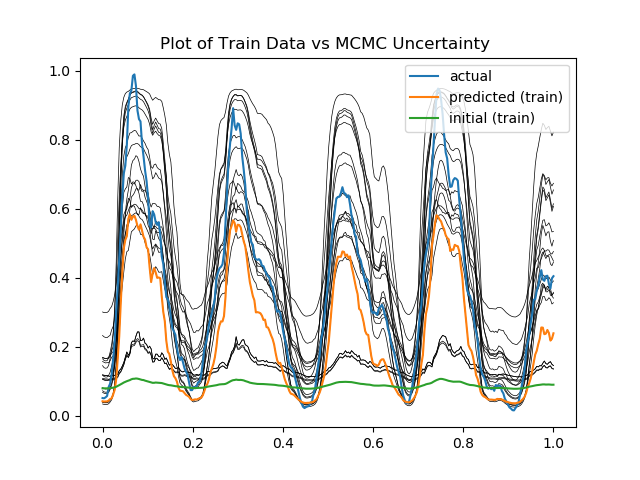 Plot of Train Data vs MCMC Uncertainty
actual
predicted (train)
initial (train)
1.0
0.8
0.6
0.4
0.2
0.0
0.0 0.2 0.4 0.6 0.8 1.0